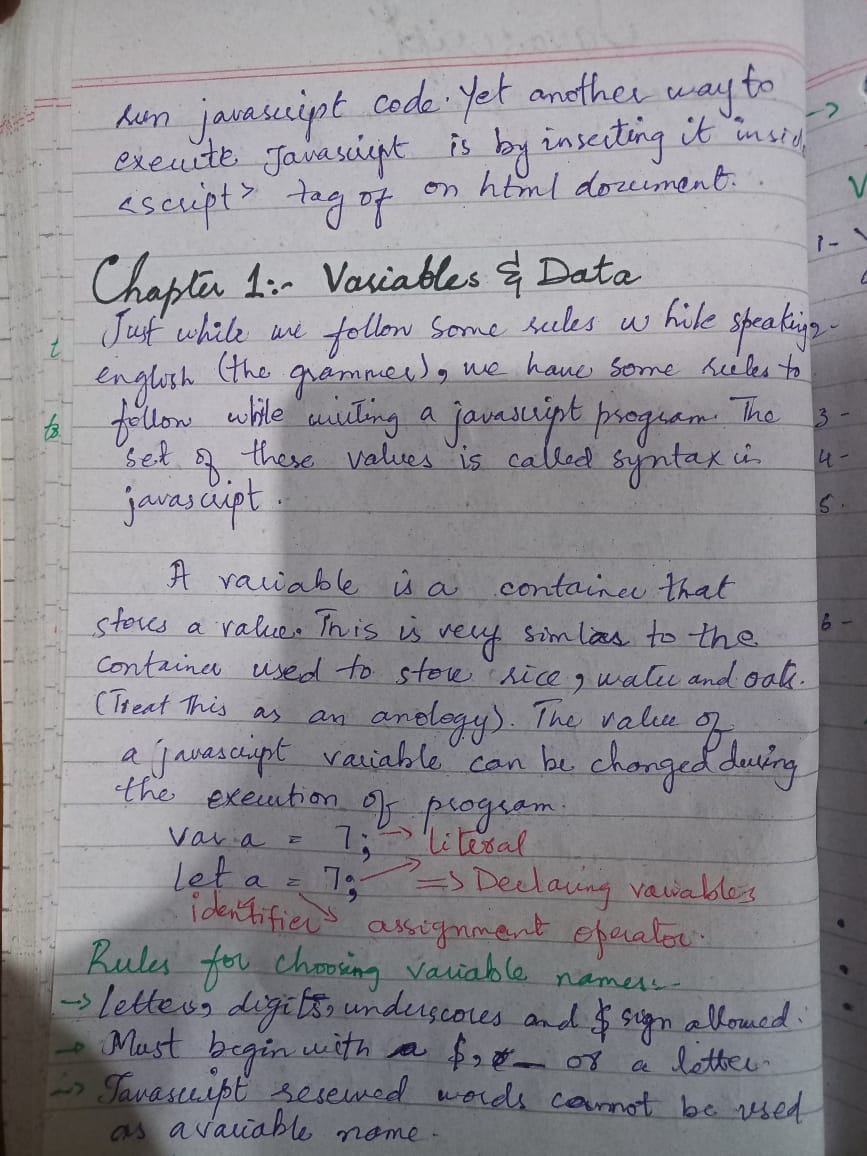 run javascript code. Yet another way to
execute Javascript is by inserting it insid
<script> tag of on html document.
Chapter 1:- Variables & Data
Just while we follow some rules while speaking
english (the grammer), we have some rules to
follow while writing a javascript program. The
set of these values is called syntax in
javascript.
A variable is a container that
stores a value. This is very simlias to the
container used to store rice, water and oats.
(Treat this as an anology). The value of
a javascript variable can be changed during
the execution of program.
var a = 7; → literal
let a = 7; => Declaring variables
identifier assignment operator.
Rules for choosing variable names:-
→ letters, digits, underscores and $ sign allowed.
→ Must begin with a $, _ or a letter.
→ Javascript reserved words cannot be used
as a variable name.
→
1-
3-
4-
5.
6-